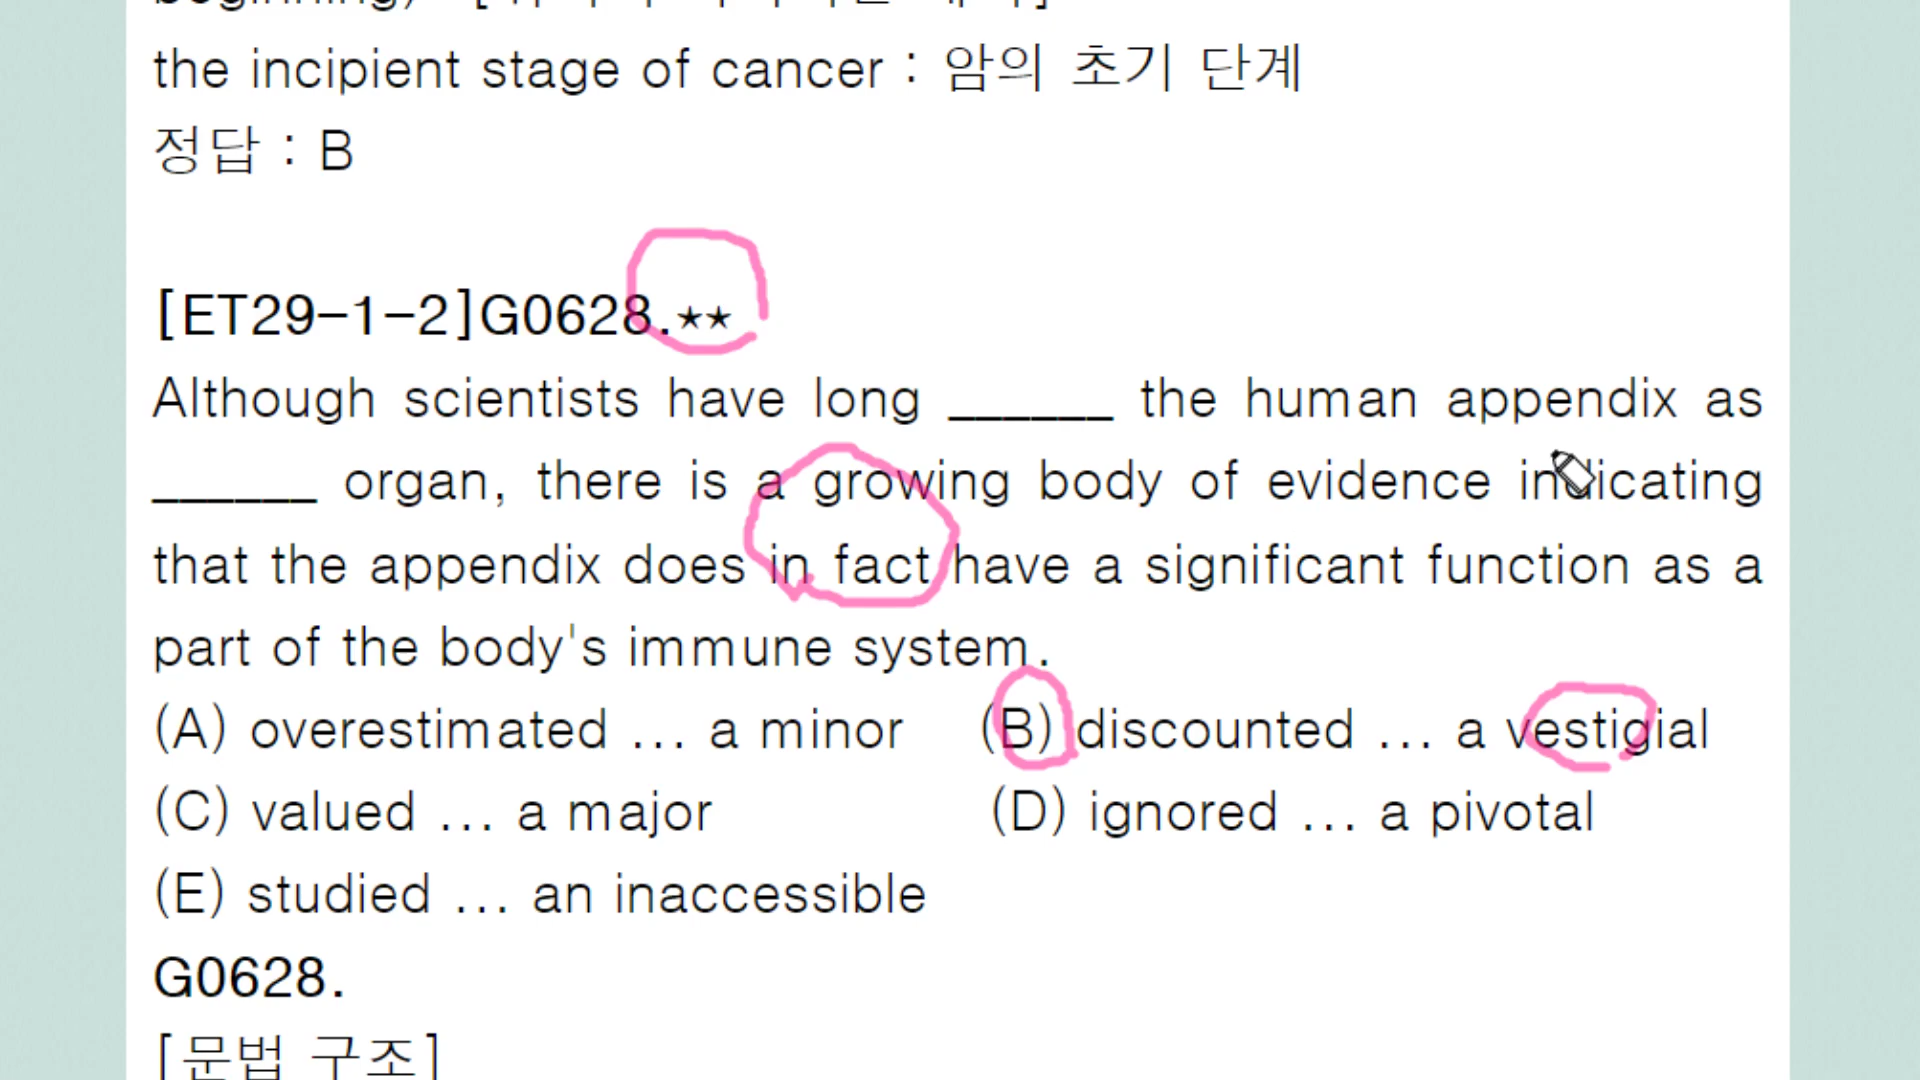 the incipient stage of cancer : 암의 초기 단계
정답 : B
[ET29-1-2]G0628.★★
Although scientists have long ______ the human appendix as
______ organ, there is a growing body of evidence indicating
that the appendix does in fact have a significant function as a
part of the body's immune system.
(A) overestimated ... a minor (B) discounted ... a vestigial
(C) valued ... a major (D) ignored ... a pivotal
(E) studied ... an inaccessible
G0628.
[문법 구조]